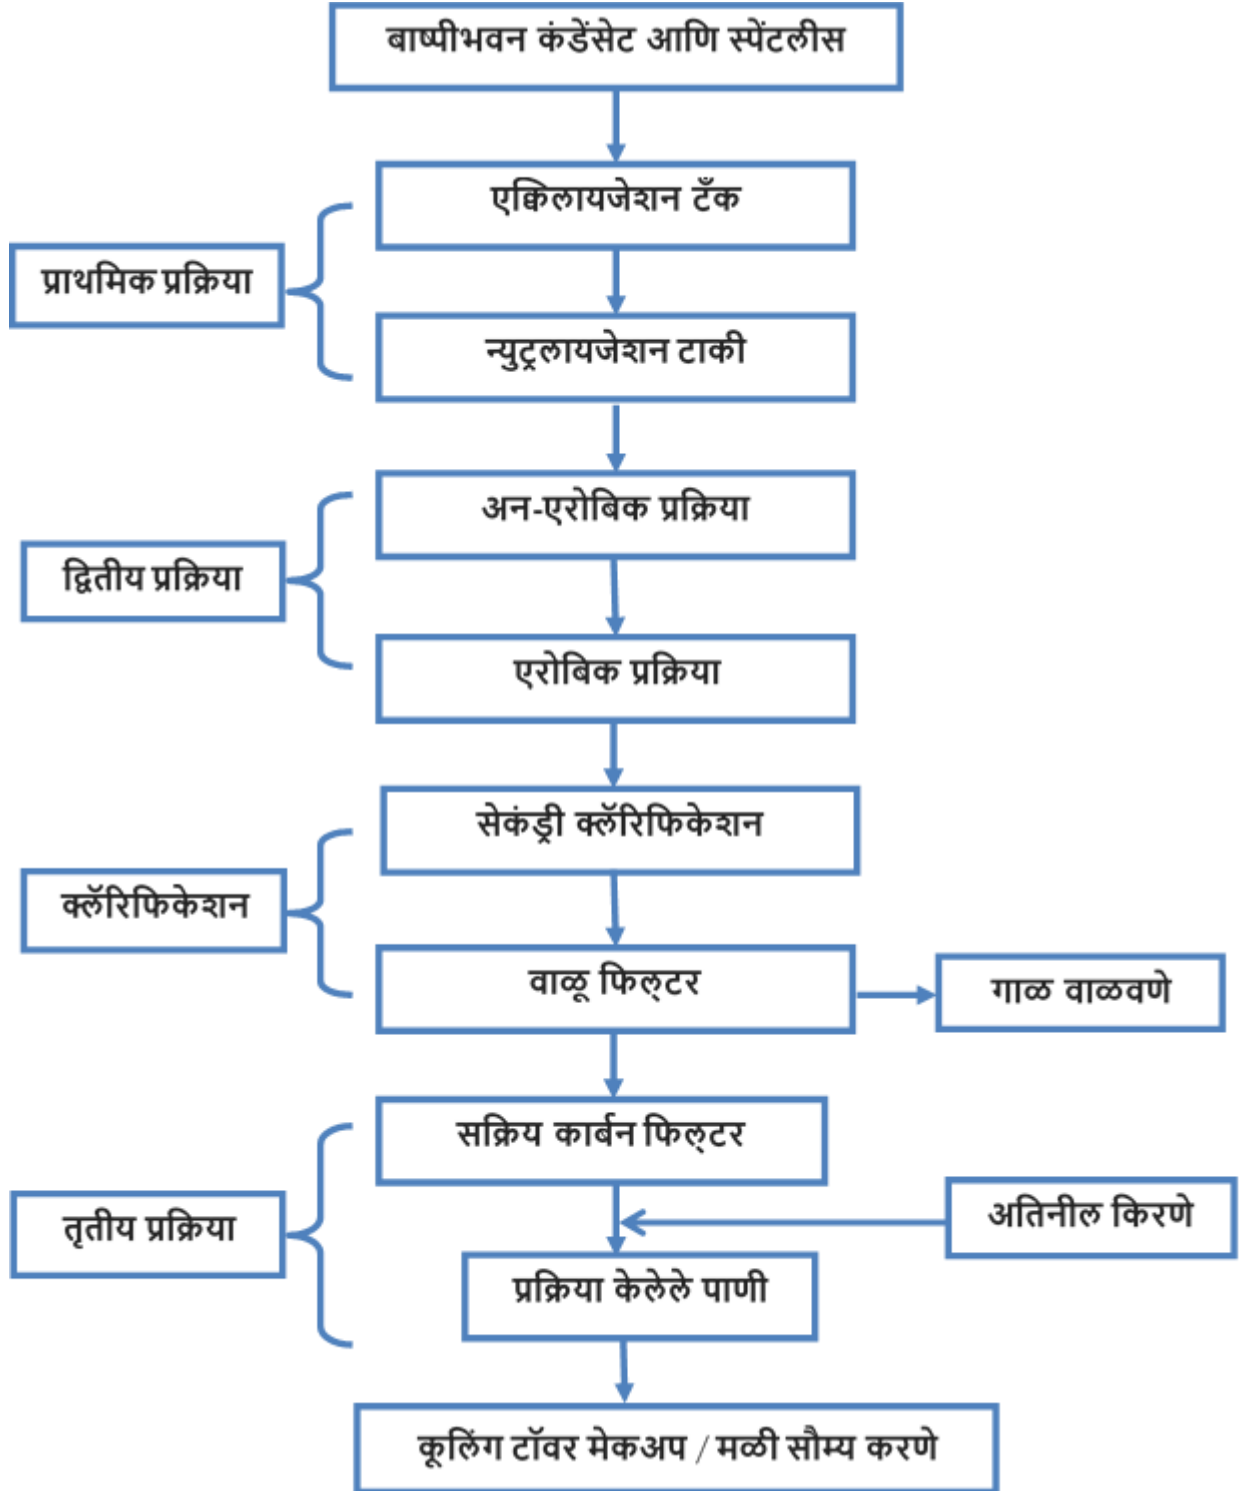 बाष्पीभवन कंडेंसेट आणि स्पेंटलीस
एक्विलायजेशन टँक
प्राथमिक प्रक्रिया
न्युट्रलायजेशन टाकी
अन-एरोबिक प्रक्रिया
द्वितीय प्रक्रिया
एरोबिक प्रक्रिया
सेकंड्री क्लॅरिफिकेशन
क्लॅरिफिकेशन
वाळू फिल्टर
गाळ वाळवणे
सक्रिय कार्बन फिल्टर
अतिनील किरणे
तृतीय प्रक्रिया
प्रक्रिया केलेले पाणी
कूलिंग टॉवर मेकअप / मळी सौम्य करणे